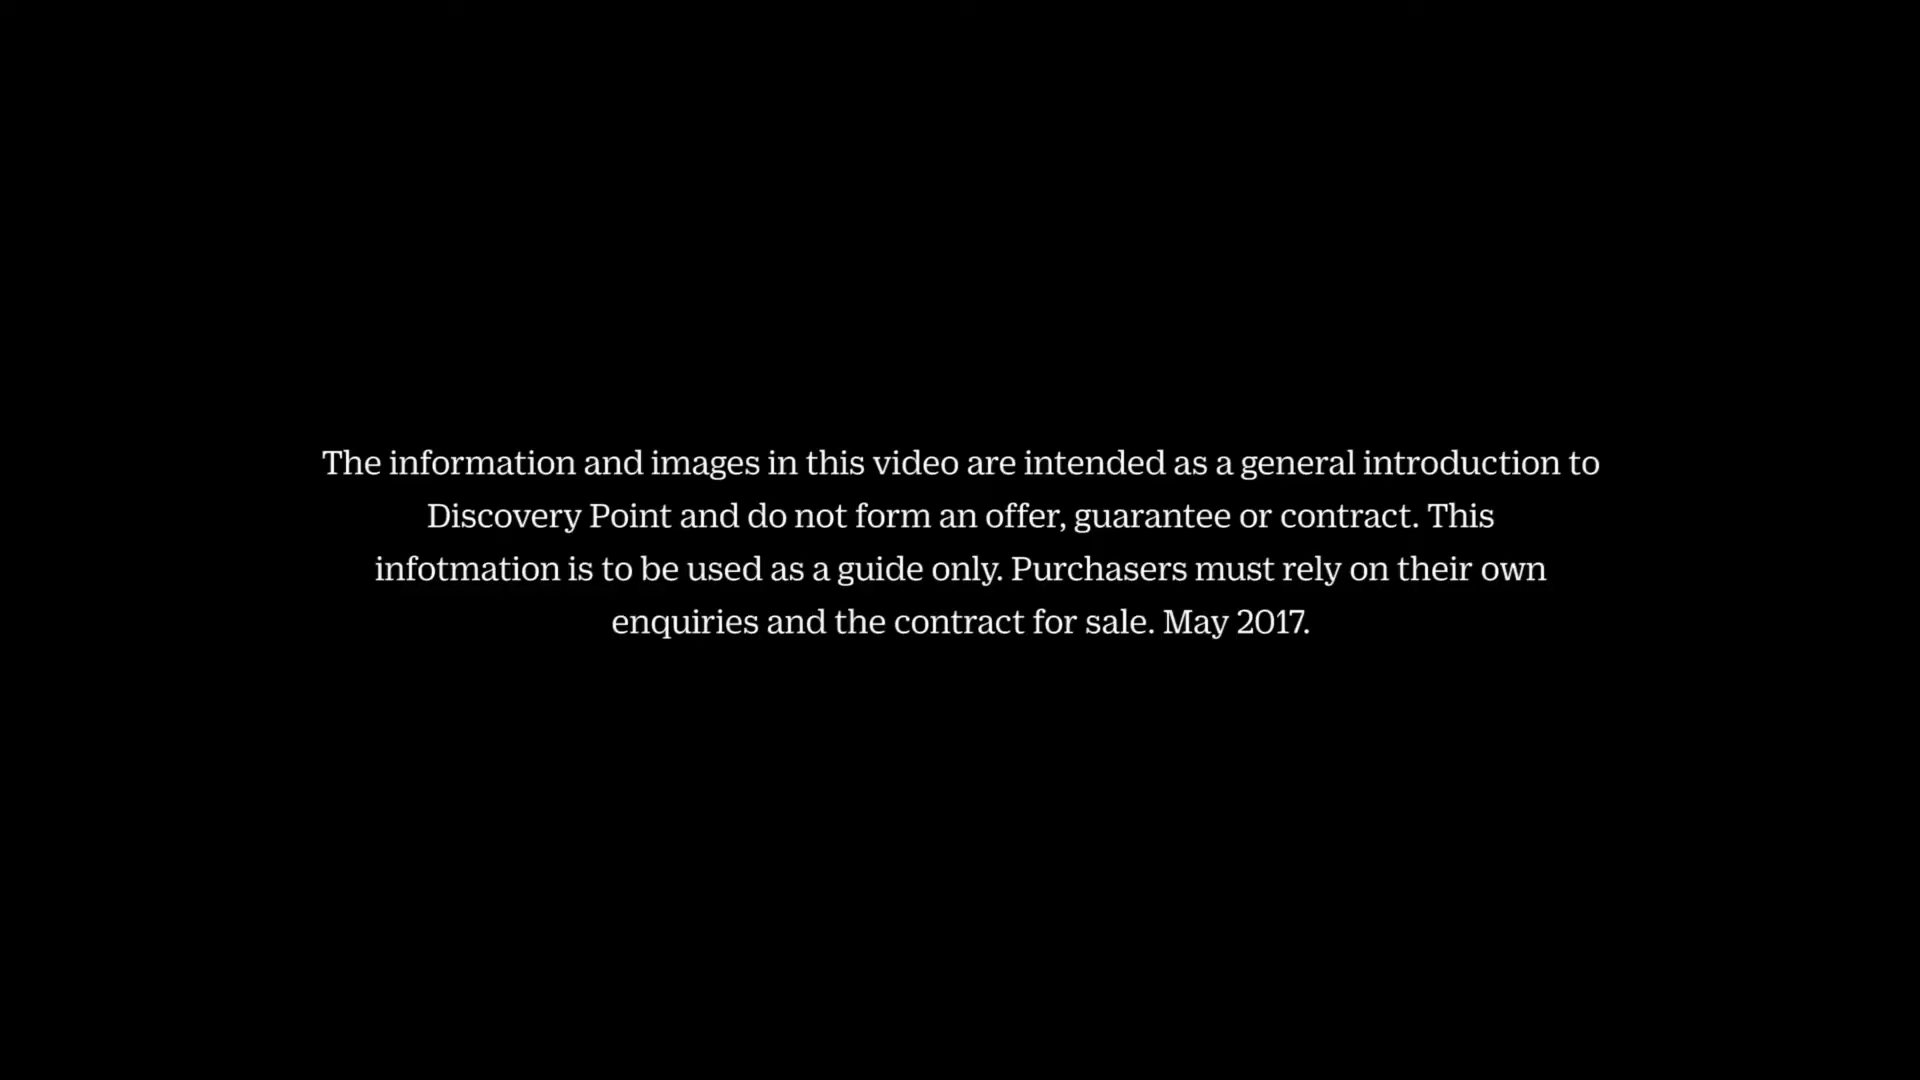 The information and images in this video are intended as a general introduction to
Discovery Point and do not form an offer, guarantee or contract. This
infotmation is to be used as a guide only. Purchasers must rely on their own
enquiries and the contract for sale. May 2017.